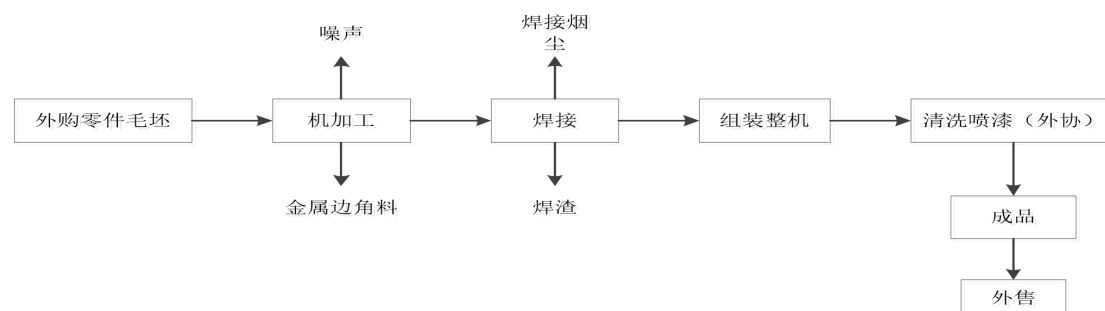 噪声
焊接烟
尘
外购零件毛坯
机加工
焊接
组装整机
清洗喷漆（外协）
金属边角料
焊渣
成品
外售